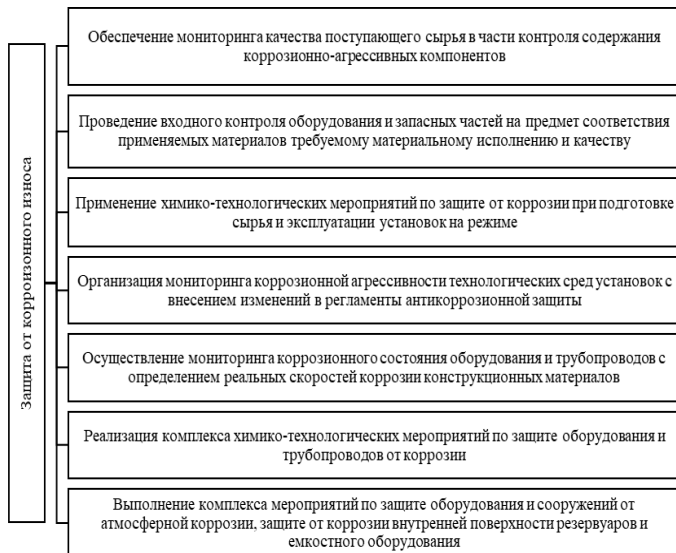 Защита от корроизонного износа
Обеспечение мониторинга качества поступающего сырья в части контроля содержания
коррозионно-агрессивных компонентов
Проведение входного контроля оборудования и запасных частей на предмет соответствия
применяемых материалов требуемому материальному исполнению и качеству
Применение химико-технологических мероприятий по защите от коррозии при подготовке
сырья и эксплуатации установок на режиме
Организация мониторинга коррозионной агрессивности технологических сред установок с
внесением изменений в регламенты антикоррозионной защиты
Осуществление мониторинга коррозионного состояния оборудования и трубопроводов с
определением реальных скоростей коррозии конструкционных материалов
Реализация комплекса химико-технологических мероприятий по защите оборудования и
трубопроводов от коррозии
Выполнение комплекса мероприятий по защите оборудования и сооружений от
атмосферной коррозии, защите от коррозии внутренней поверхности резервуаров и
емкостного оборудования